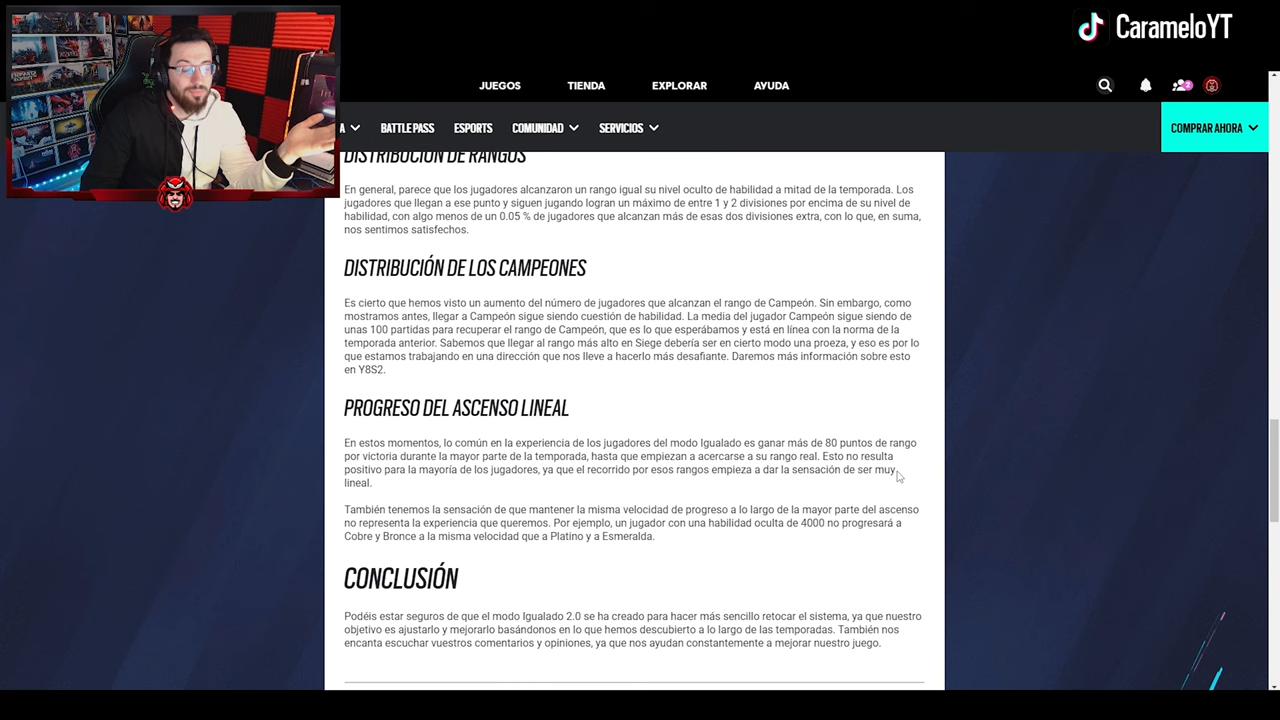 CarameloYT
JUEGOS TIENDA EXPLORAR AYUDA
2
A BATTLE PASS ESPORTS COMUNIDAD SERVICIOS COMPRAR AHORA
DISTRIBUCIÓN DE RANGOS
En general, parece que los jugadores alcanzaron un rango igual su nivel oculto de habilidad a mitad de la temporada. Los
jugadores que llegan a ese punto y siguen jugando logran un máximo de entre 1 y 2 divisiones por encima de su nivel de
habilidad, con algo menos de un 0.05 % de jugadores que alcanzan más de esas dos divisiones extra, con lo que, en suma,
nos sentimos satisfechos.
DISTRIBUCIÓN DE LOS CAMPEONES
Es cierto que hemos visto un aumento del número de jugadores que alcanzan el rango de Campeón. Sin embargo, como
mostramos antes, llegar a Campeón sigue siendo cuestión de habilidad. La media del jugador Campeón sigue siendo de
unas 100 partidas para recuperar el rango de Campeón, que es lo que esperábamos y está en línea con la norma de la
temporada anterior. Sabemos que llegar al rango más alto en Siege debería ser en cierto modo una proeza, y eso es por lo
que estamos trabajando en una dirección que nos lleve a hacerlo más desafiante. Daremos más información sobre esto
en Y8S2.
PROGRESO DEL ASCENSO LINEAL
En estos momentos, lo común en la experiencia de los jugadores del modo Igualado es ganar más de 80 puntos de rango
por victoria durante la mayor parte de la temporada, hasta que empiezan a acercarse a su rango real. Esto no resulta
positivo para la mayoría de los jugadores, ya que el recorrido por esos rangos empieza a dar la sensación de ser muy
lineal.
También tenemos la sensación de que mantener la misma velocidad de progreso a lo largo de la mayor parte del ascenso
no representa la experiencia que queremos. Por ejemplo, un jugador con una habilidad oculta de 4000 no progresará a
Cobre y Bronce a la misma velocidad que a Platino y a Esmeralda.
CONCLUSIÓN
Podéis estar seguros de que el modo Igualado 2.0 se ha creado para hacer más sencillo retocar el sistema, ya que nuestro
objetivo es ajustarlo y mejorarlo basándonos en lo que hemos descubierto a lo largo de las temporadas. También nos
encanta escuchar vuestros comentarios y opiniones, ya que nos ayudan constantemente a mejorar nuestro juego.